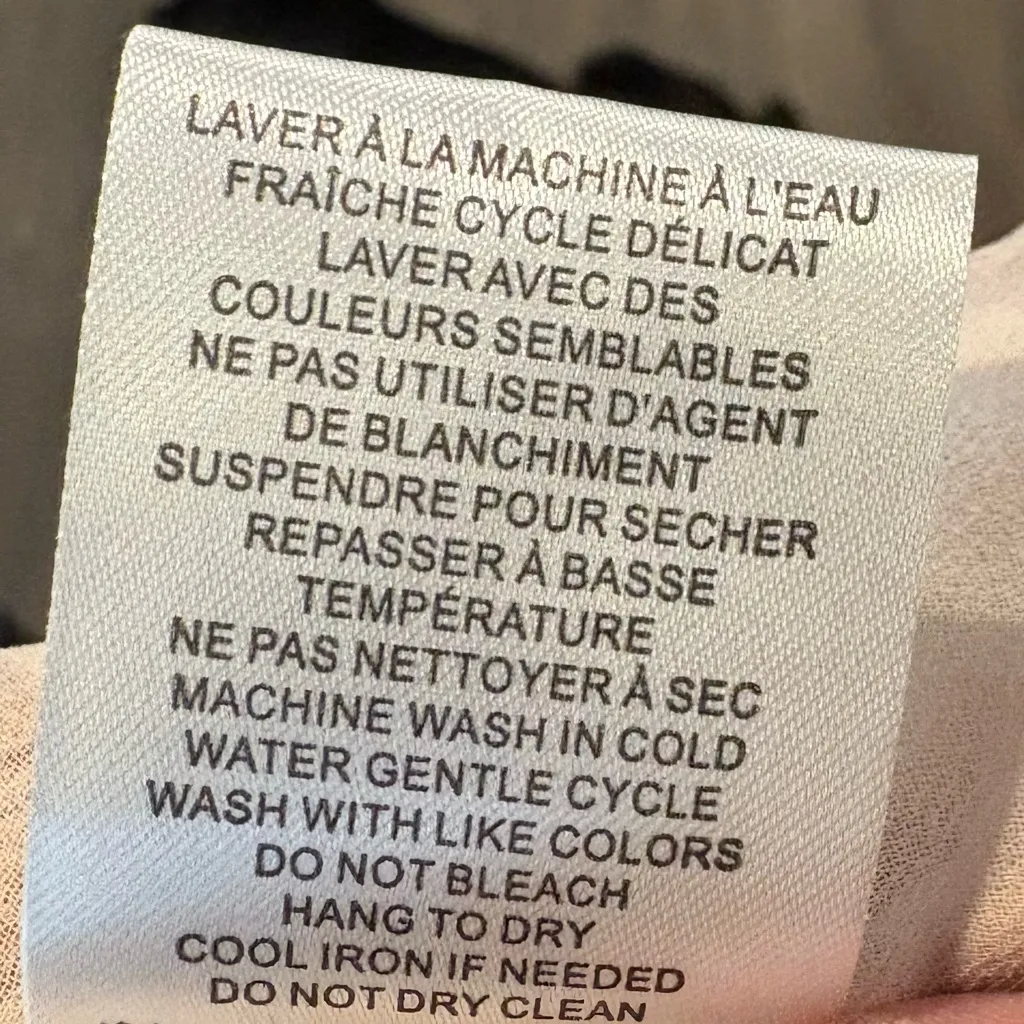 LAVER À LA MACHINE À L'EAU
FRAÎCHE CYCLE DÉLICAT
LAVER AVEC DES
COULEURS SEMBLABLES
NE PAS UTILISER D'AGENT
DE BLANCHIMENT
SUSPENDRE POUR SECHER
REPASSER À BASSE
TEMPÉRATURE
NE PAS NETTOYER À SEC
MACHINE WASH IN COLD
WATER GENTLE CYCLE
WASH WITH LIKE COLORS
DO NOT BLEACH
HANG TO DRY
COOL IRON IF NEEDED
DO NOT DRY CLEAN